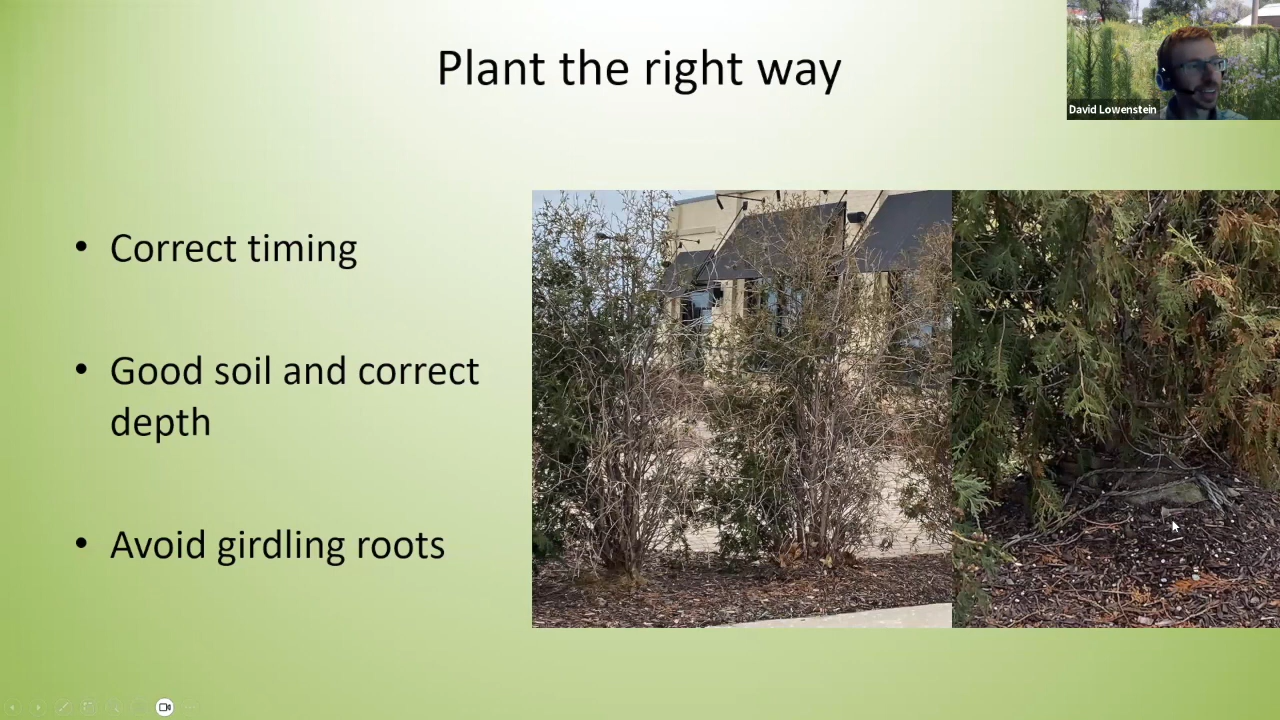 Plant the right way
David Lowenstein
• Correct timing
• Good soil and correct
depth
• Avoid girdling roots